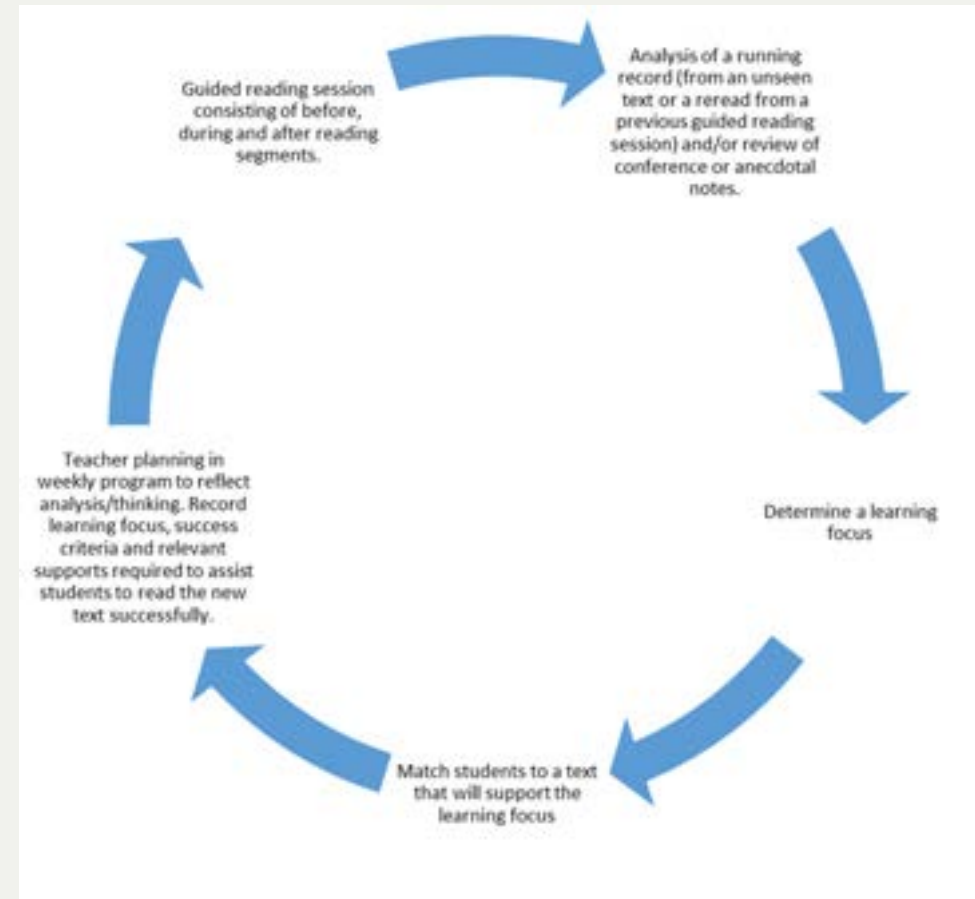 Guided reading session
consisting of before,
during and after reading
segments.
Analysis of a running
record (from an unseen
text or a reread from a
previous guided reading
session) and/or review of
conference or anecdotal
notes.
Determine a learning
focus
Match students to a text
that will support the
learning focus
Teacher planning in
weekly program to reflect
analysis/thinking. Record
learning focus, success
criteria and relevant
supports required to assist
students to read the new
text successfully.